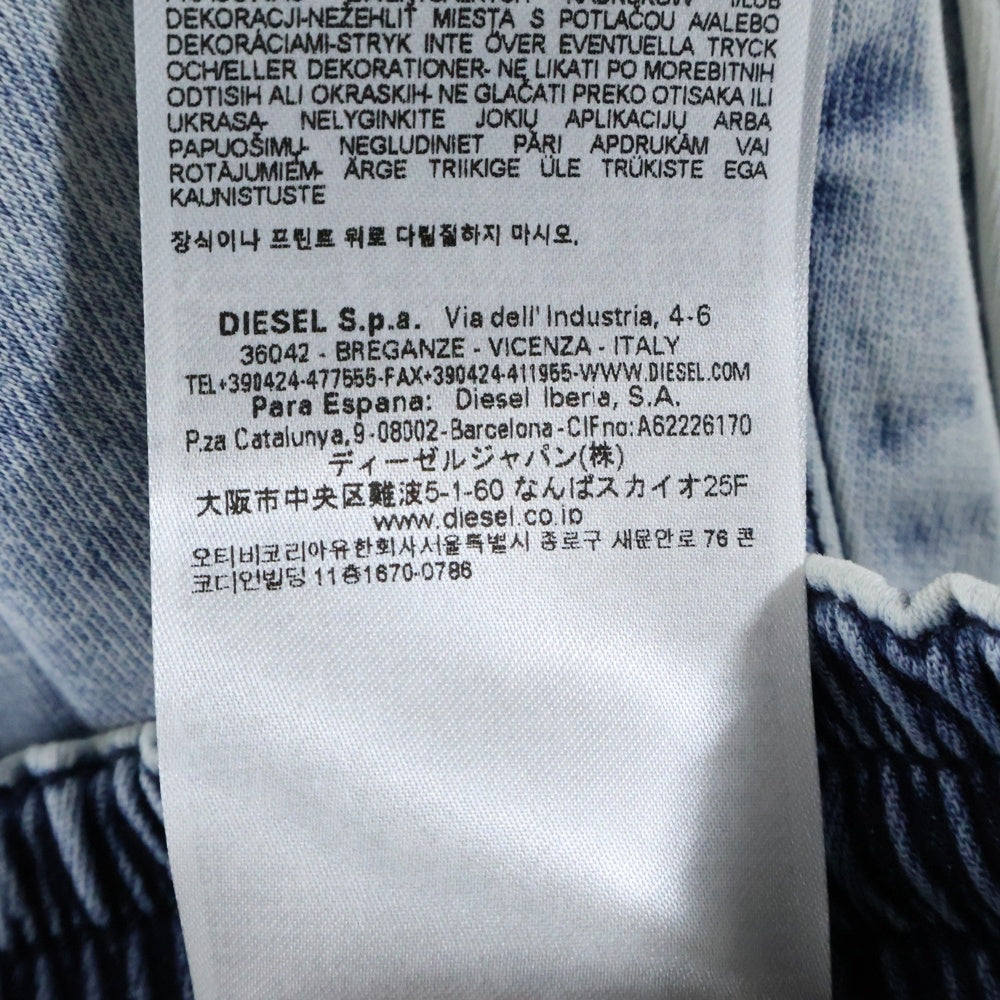 DEKORACJI-NEŽEHLIŤ MIESTA S POTLAČOU A/ALEBO
DEKORÁCIAMI-STRYK INTE ÖVER EVENTUELLA TRYCK
OCH/ELLER DEKORATIONER- NE LIKATI PO MOREBITNIH
ODTISIH ALI OKRASKIH- NE GLAČATI PREKO OTISAKA ILI
UKRASA- NELYGINKITE JOKIŲ APLIKACIJŲ ARBA
PAPUOŠIMŲ- NEGLUDINIET PĀRI APDRUKĀM VAI
ROTĀJUMIEM- ÄRGE TRIIKIGE ÜLE TRÜKISTE EGA
KAUNISTUSTE
장식이나 프린트 위로 다림질하지 마시오.
DIESEL S.p.a. Via dell' Industria, 4-6
36042 - BREGANZE - VICENZA - ITALY
TEL+390424-477555-FAX+390424-411955-WWW.DIESEL.COM
Para Espana: Diesel Iberia, S.A.
P.za Catalunya, 9-08002-Barcelona-CIFno:A62226170
ディーゼルジャパン(株)
大阪市中央区難波5-1-60 なんばスカイオ25F
www.diesel.co.jp
오티비코리아유한회사서울특별시 종로구 새문안로 76 콘
코디언빌딩 11층1670-0786